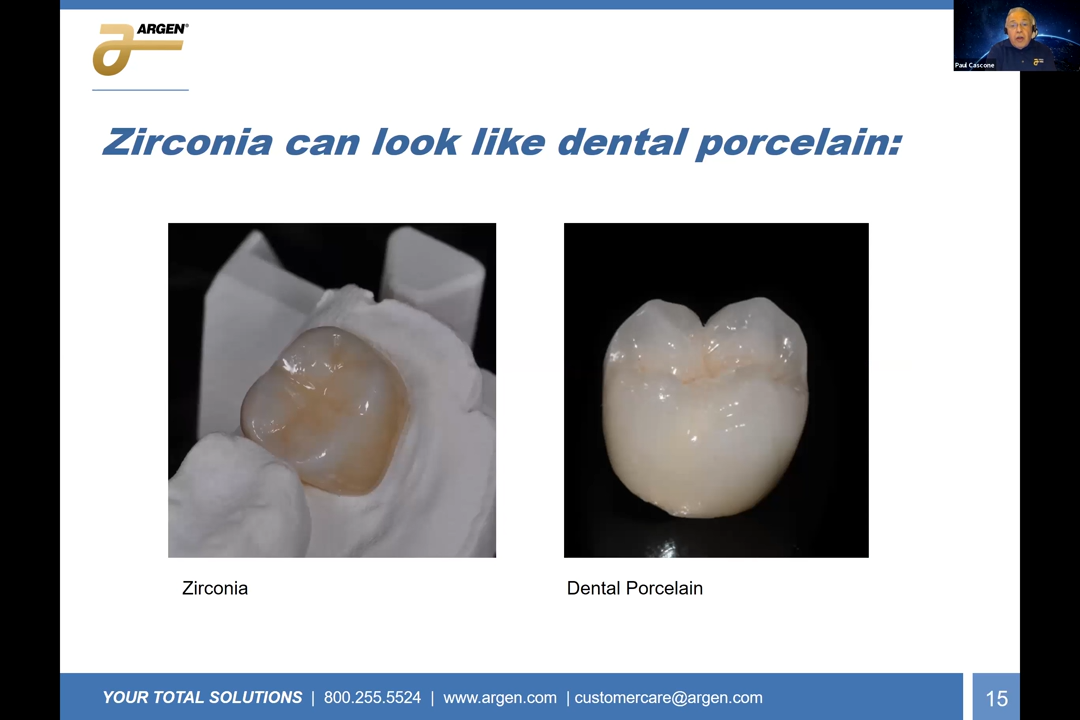 ARGEN®
Paul Cascone
Zirconia can look like dental porcelain:
Zirconia
Dental Porcelain
YOUR TOTAL SOLUTIONS | 800.255.5524 | www.argen.com | customercare@argen.com
15